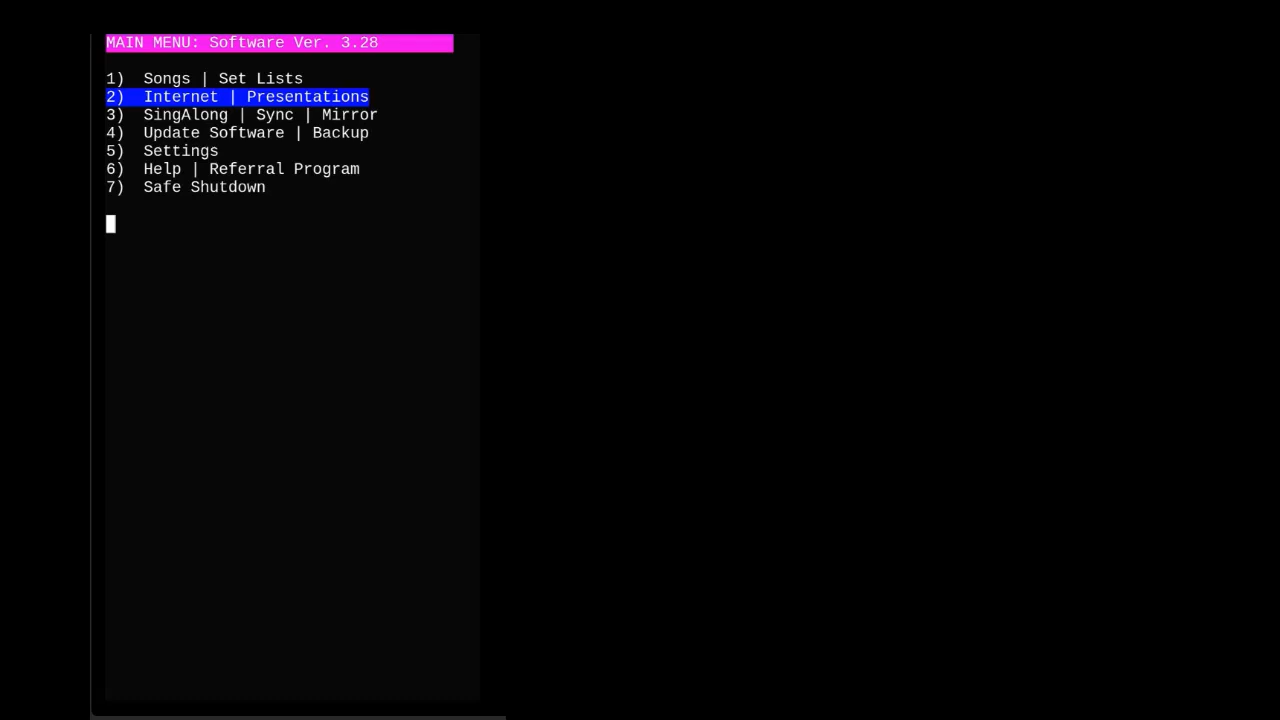 MAIN MENU: Software Ver. 3.28
1) Songs | Set Lists
2) Internet | Presentations
3) SingAlong | Sync | Mirror
4) Update Software | Backup
5) Settings
6) Help | Referral Program
7) Safe Shutdown